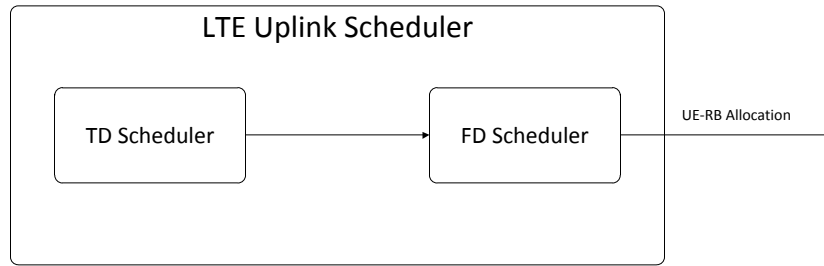 LTE Uplink Scheduler
TD Scheduler
FD Scheduler
UE-RB Allocation